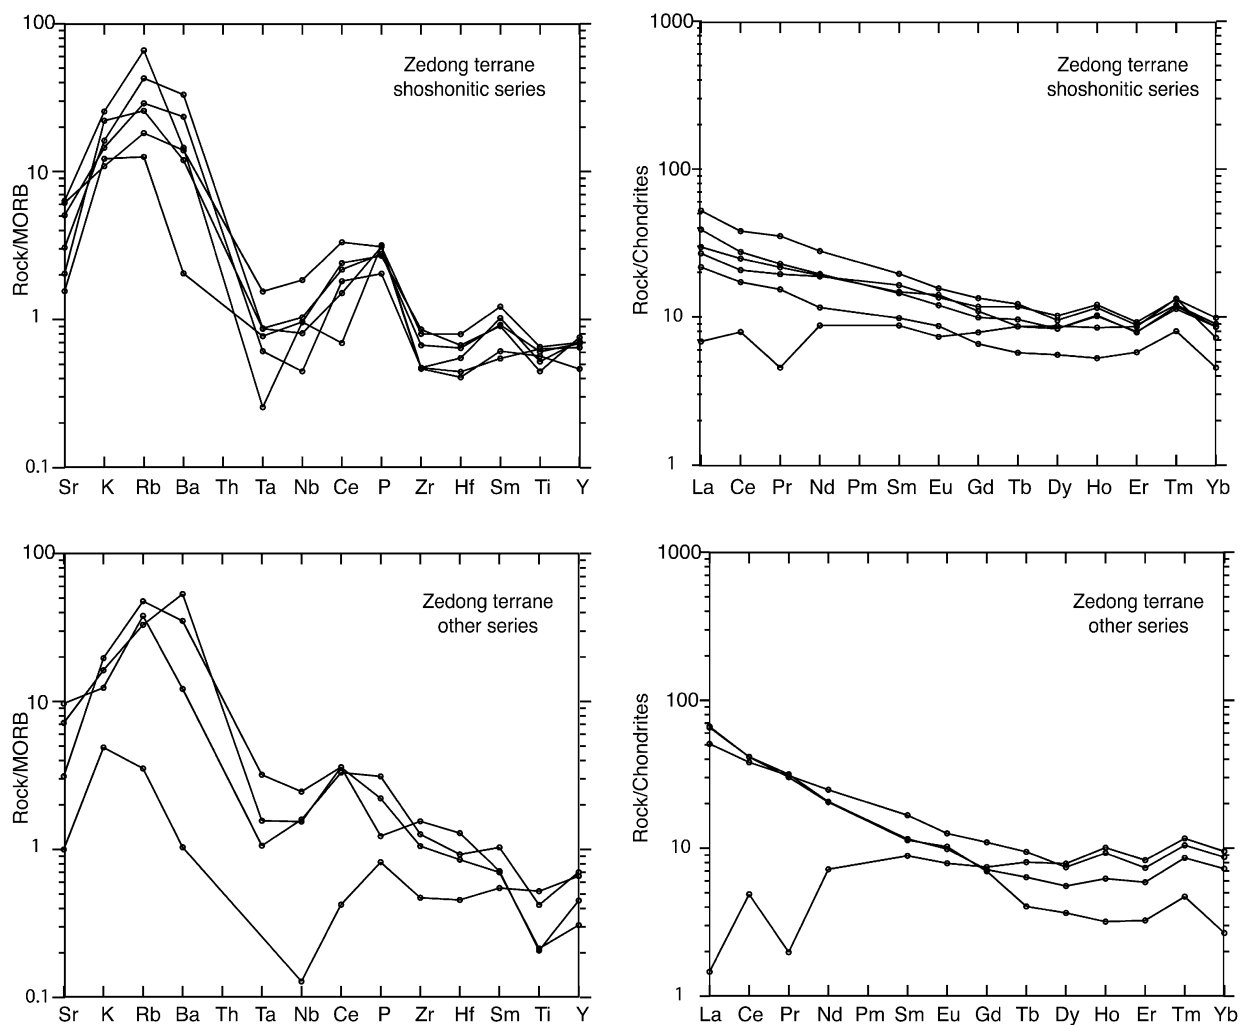 100
10
1
0.1
Rock/MORB
Zedong terrane
shoshonitic series
Sr K Rb Ba Th Ta Nb Ce P Zr Hf Sm Ti Y
1000
100
10
1
Rock/Chondrites
Zedong terrane
shoshonitic series
La Ce Pr Nd Pm Sm Eu Gd Tb Dy Ho Er Tm Yb
100
10
1
0.1
Rock/MORB
Zedong terrane
other series
Sr K Rb Ba Th Ta Nb Ce P Zr Hf Sm Ti Y
1000
100
10
1
Rock/Chondrites
Zedong terrane
other series
La Ce Pr Nd Pm Sm Eu Gd Tb Dy Ho Er Tm Yb